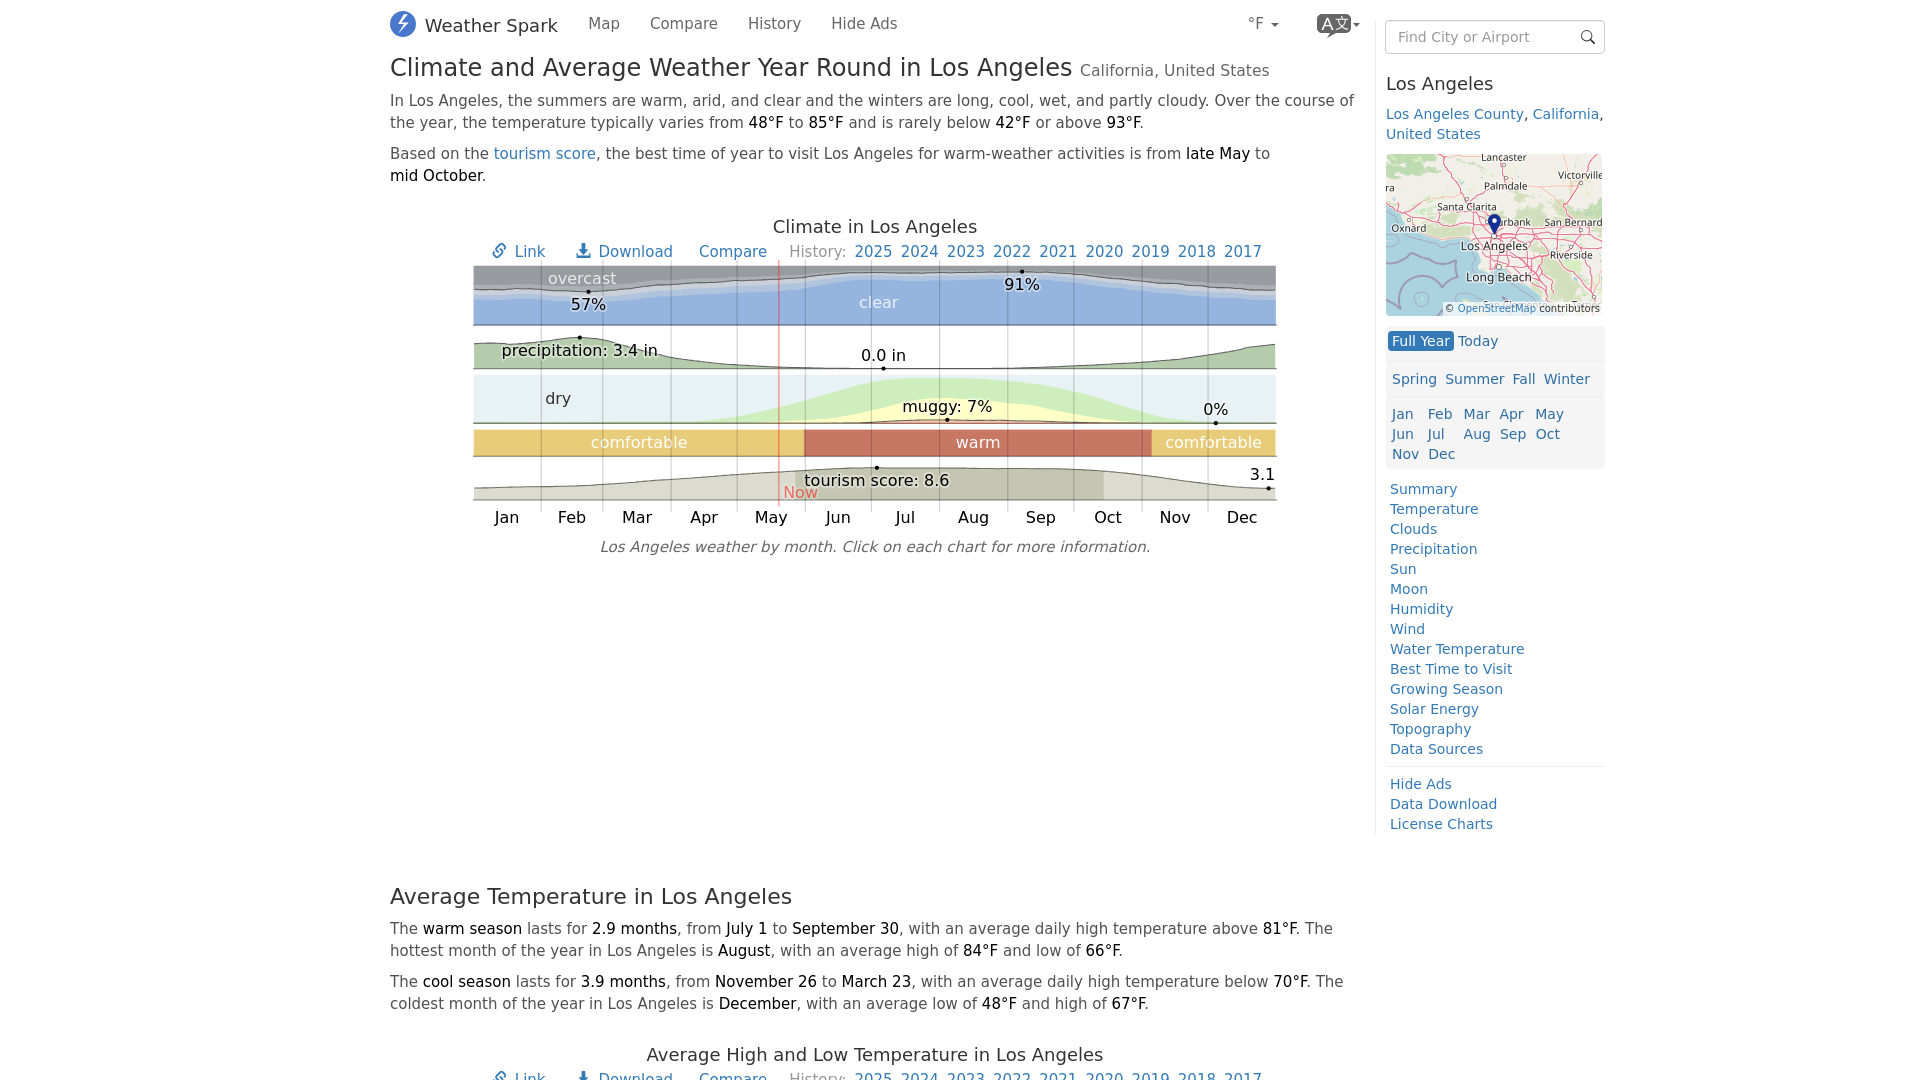 Weather Spark Map Compare History Hide Ads °F
Climate and Average Weather Year Round in Los Angeles California, United States
In Los Angeles, the summers are warm, arid, and clear and the winters are long, cool, wet, and partly cloudy. Over the course of
the year, the temperature typically varies from 48°F to 85°F and is rarely below 42°F or above 93°F.
Based on the tourism score, the best time of year to visit Los Angeles for warm-weather activities is from late May to
mid October.
Climate in Los Angeles
Link Download Compare History: 2025 2024 2023 2022 2021 2020 2019 2018 2017
overcast
57%
clear
91%
precipitation: 3.4 in
0.0 in
dry
muggy: 7%
0%
comfortable warm comfortable
tourism score: 8.6
3.1
Now
Jan Feb Mar Apr May Jun Jul Aug Sep Oct Nov Dec
Los Angeles weather by month. Click on each chart for more information.
Average Temperature in Los Angeles
The warm season lasts for 2.9 months, from July 1 to September 30, with an average daily high temperature above 81°F. The
hottest month of the year in Los Angeles is August, with an average high of 84°F and low of 66°F.
The cool season lasts for 3.9 months, from November 26 to March 23, with an average daily high temperature below 70°F. The
coldest month of the year in Los Angeles is December, with an average low of 48°F and high of 67°F.
Average High and Low Temperature in Los Angeles
Link Download Compare History: 2025 2024 2023 2022 2021 2020 2019 2018 2017
A文
Find City or Airport
Los Angeles
Los Angeles County, California,
United States
Lancaster
Victorville
Palmdale
Santa Clarita
Oxnard
San Bernard
Los Angeles
Riverside
Long Beach
© OpenStreetMap contributors
Full Year Today
Spring Summer Fall Winter
Jan Feb Mar Apr May
Jun Jul Aug Sep Oct
Nov Dec
Summary
Temperature
Clouds
Precipitation
Sun
Moon
Humidity
Wind
Water Temperature
Best Time to Visit
Growing Season
Solar Energy
Topography
Data Sources
Hide Ads
Data Download
License Charts